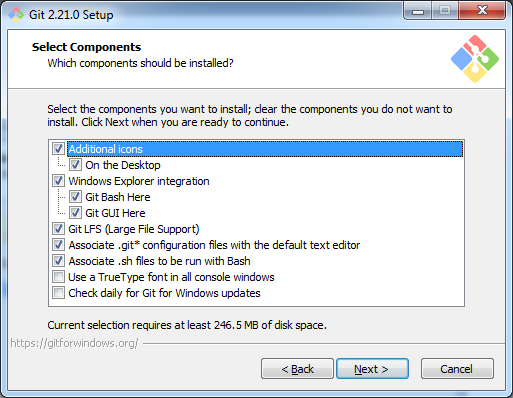 Git 2.21.0 Setup
Select Components
Which components should be installed?
Select the components you want to install; clear the components you do not want to
install. Click Next when you are ready to continue.
Additional icons
On the Desktop
Windows Explorer integration
Git Bash Here
Git GUI Here
Git LFS (Large File Support)
Associate .git* configuration files with the default text editor
Associate .sh files to be run with Bash
Use a TrueType font in all console windows
Check daily for Git for Windows updates
Current selection requires at least 246.5 MB of disk space.
https://gitforwindows.org/
< Back
Next >
Cancel